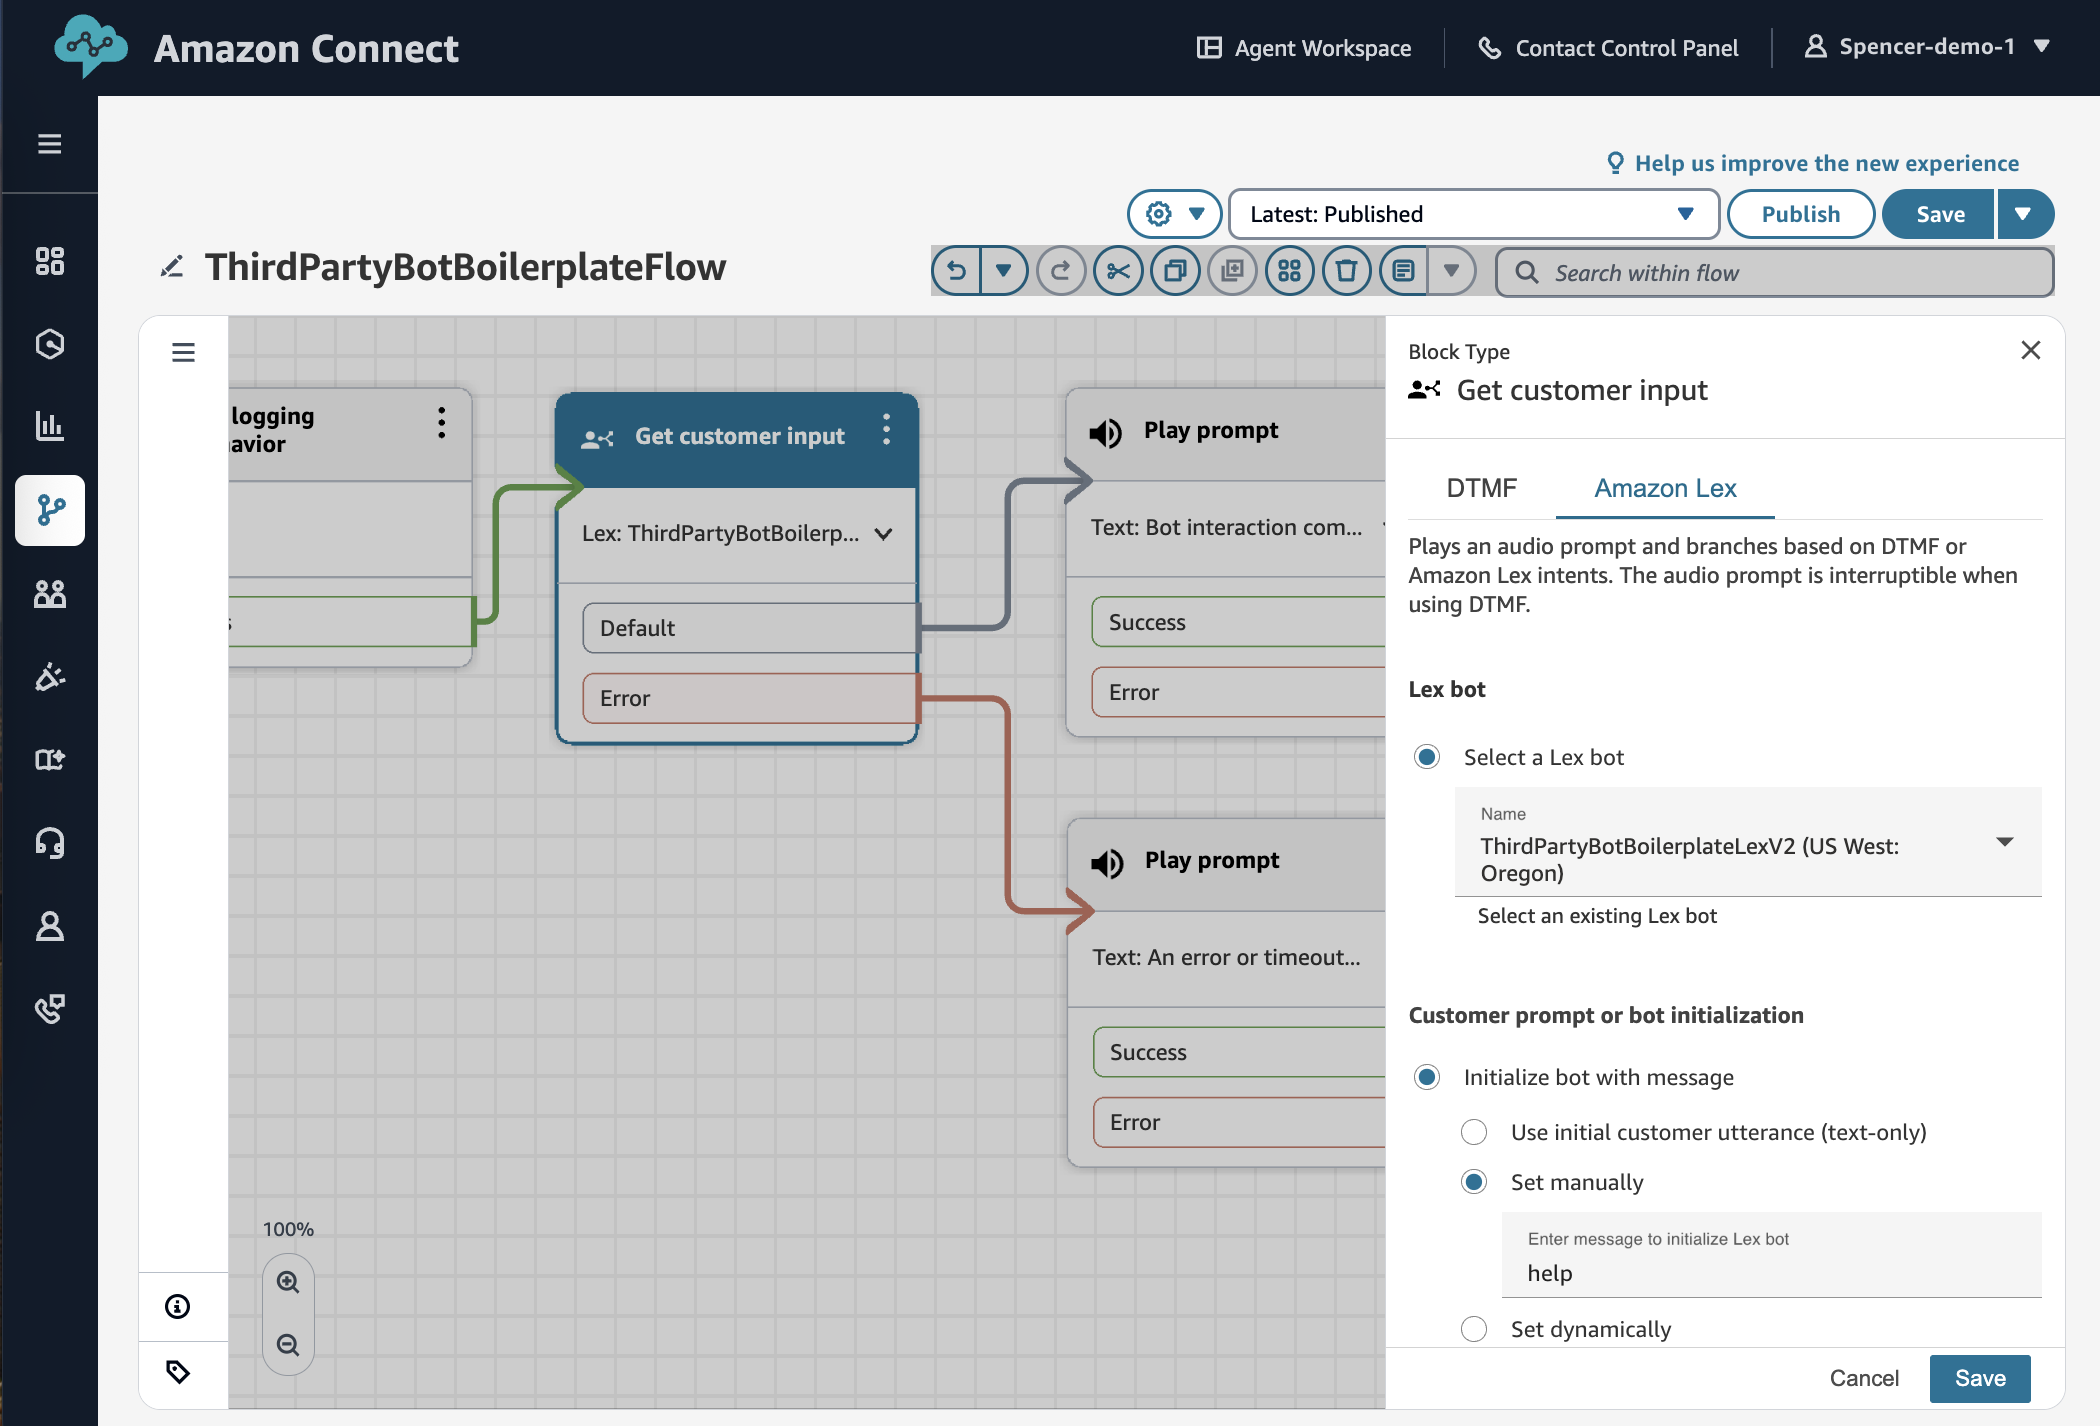 Amazon Connect
Agent Workspace
Contact Control Panel
Spencer-demo-1
Help us improve the new experience
Latest: Published
Publish
Save
ThirdPartyBotBoilerplateFlow
Search within flow
logging
avior
s
Get customer input
Lex: ThirdPartyBotBoilerp...
Default
Error
Play prompt
Text: Bot interaction com...
Success
Error
Play prompt
Text: An error or timeout...
Success
Error
100%
Block Type
Get customer input
DTMF
Amazon Lex
Plays an audio prompt and branches based on DTMF or
Amazon Lex intents. The audio prompt is interruptible when
using DTMF.
Lex bot
Select a Lex bot
Name
ThirdPartyBotBoilerplateLexV2 (US West:
Oregon)
Select an existing Lex bot
Customer prompt or bot initialization
Initialize bot with message
Use initial customer utterance (text-only)
Set manually
Enter message to initialize Lex bot
help
Set dynamically
Cancel
Save